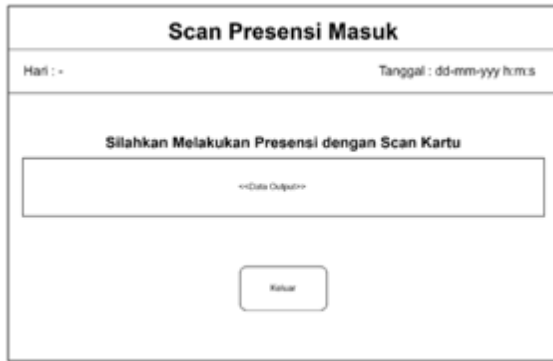 Scan Presensi Masuk
Hari : -
Tanggal : dd-mm-yyy h:m:s
Silahkan Melakukan Presensi dengan Scan Kartu
<<Data Output>>
Keluar